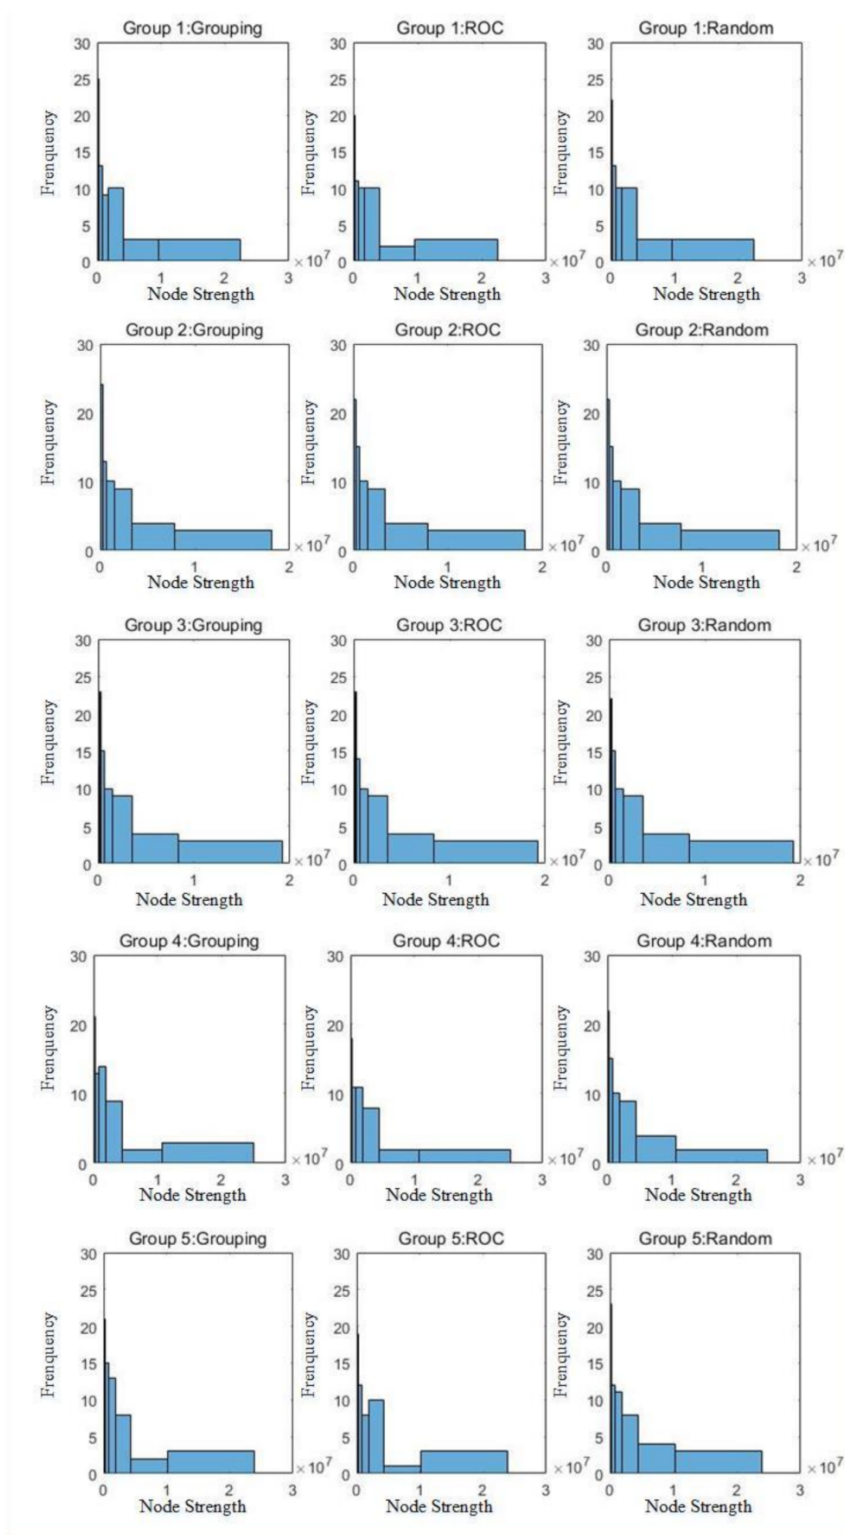 Group 1:Grouping Group 1:ROC Group 1:Random
30 30 30
25 25 25
20 20 20
15 15 15
10 10 10
5 5 5
0 0 0
Frenquency Frenquency Frenquency
0 1 2 3 ×10^7 0 1 2 3 ×10^7 0 1 2 3 ×10^7
Node Strength Node Strength Node Strength
Group 2:Grouping Group 2:ROC Group 2:Random
30 30 30
20 20 20
10 10 10
0 0 0
Frenquency Frenquency Frenquency
0 1 2 ×10^7 0 1 2 ×10^7 0 1 2 ×10^7
Node Strength Node Strength Node Strength
Group 3:Grouping Group 3:ROC Group 3:Random
30 30 30
25 25 25
20 20 20
15 15 15
10 10 10
5 5 5
0 0 0
Frenquency Frenquency Frenquency
0 1 2 ×10^7 0 1 2 ×10^7 0 1 2 ×10^7
Node Strength Node Strength Node Strength
Group 4:Grouping Group 4:ROC Group 4:Random
30 30 30
20 20 20
10 10 10
0 0 0
Frenquency Frenquency Frenquency
0 1 2 3 ×10^7 0 1 2 3 ×10^7 0 1 2 3 ×10^7
Node Strength Node Strength Node Strength
Group 5:Grouping Group 5:ROC Group 5:Random
30 30 30
25 25 25
20 20 20
15 15 15
10 10 10
5 5 5
0 0 0
Frenquency Frenquency Frenquency
0 1 2 3 ×10^7 0 1 2 3 ×10^7 0 1 2 3 ×10^7
Node Strength Node Strength Node Strength